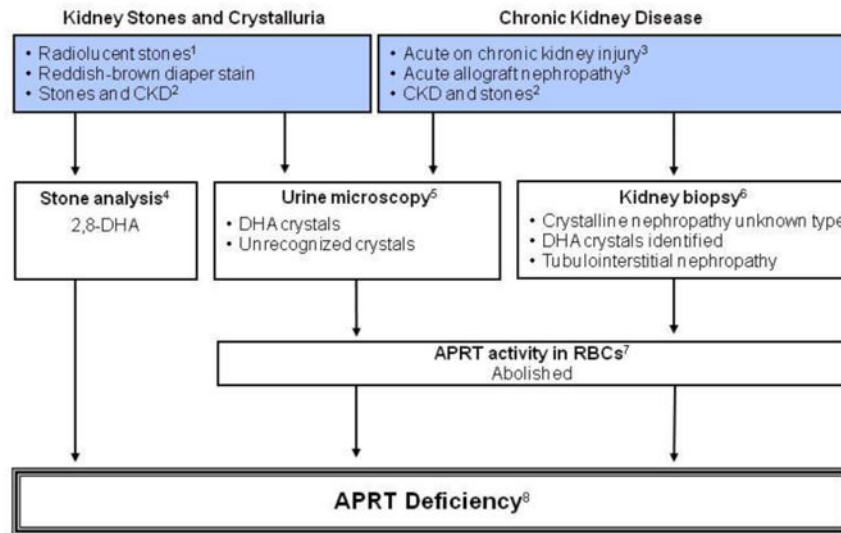 Kidney Stones and Crystalluria
• Radiolucent stones¹
• Reddish-brown diaper stain
• Stones and CKD²
Chronic Kidney Disease
• Acute on chronic kidney injury³
• Acute allograft nephropathy³
• CKD and stones²
Stone analysis⁴
2,8-DHA
Urine microscopy⁵
• DHA crystals
• Unrecognized crystals
Kidney biopsy⁶
• Crystalline nephropathy unknown type
• DHA crystals identified
• Tubulointerstitial nephropathy
APRT activity in RBCs⁷
Abolished
APRT Deficiency⁸